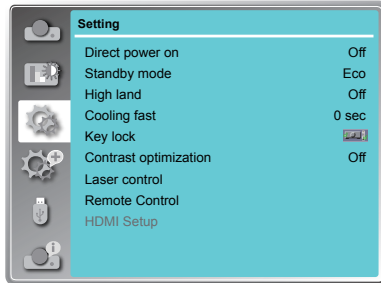 Setting
Direct power on Off
Standby mode Eco
High land Off
Cooling fast 0 sec
Key lock
Contrast optimization Off
Laser control
Remote Control
HDMI Setup